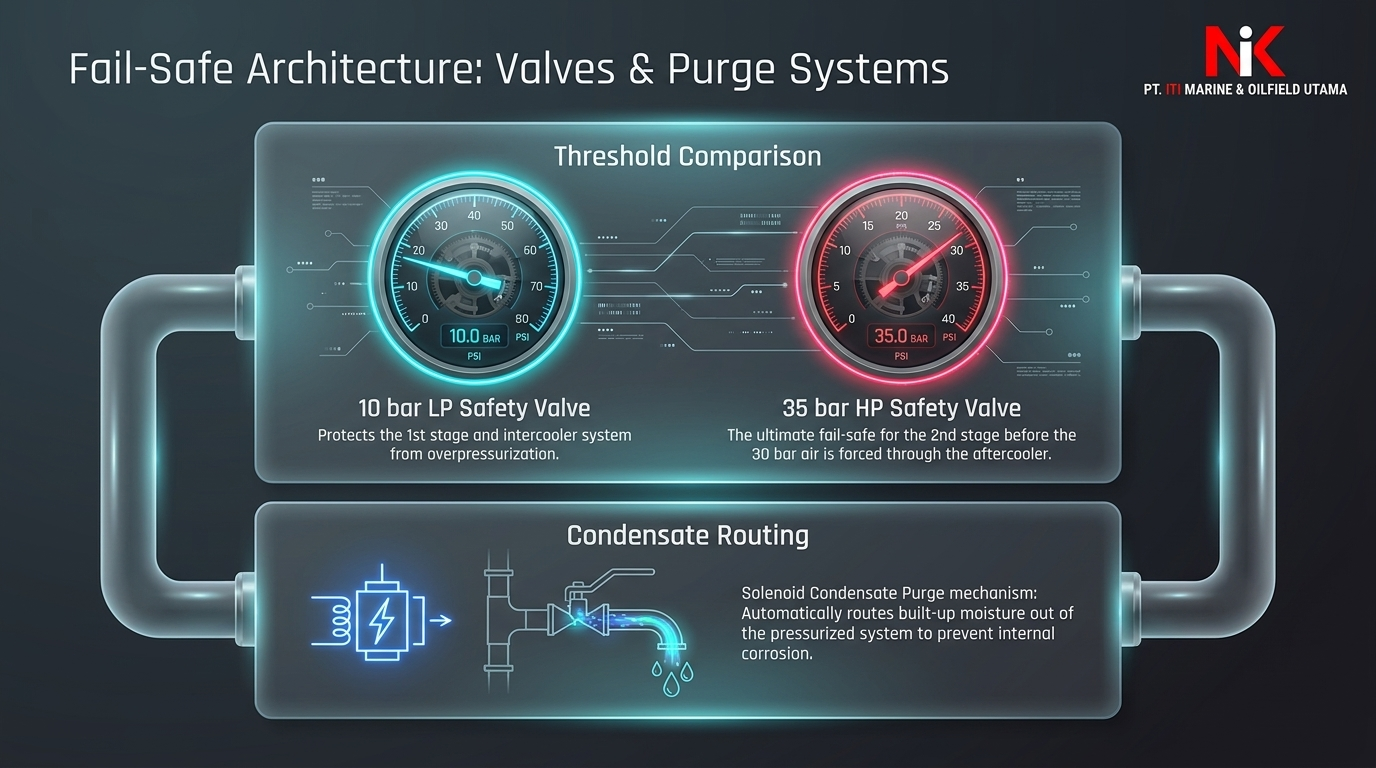 Fail-Safe Architecture: Valves & Purge Systems
NiK
PT. ITI MARINE & OILFIELD UTAMA
Threshold Comparison
0 10 20 30 40 50 60 70 80
10.0 BAR PSI
PSI
0 5 10 15 20 25 30 35 40
PSI
35.0 BAR PSI
PSI
10 bar LP Safety Valve
Protects the 1st stage and intercooler system
from overpressurization.
35 bar HP Safety Valve
The ultimate fail-safe for the 2nd stage before the
30 bar air is forced through the aftercooler.
Condensate Routing
Solenoid Condensate Purge mechanism:
Automatically routes built-up moisture out of
the pressurized system to prevent internal
corrosion.